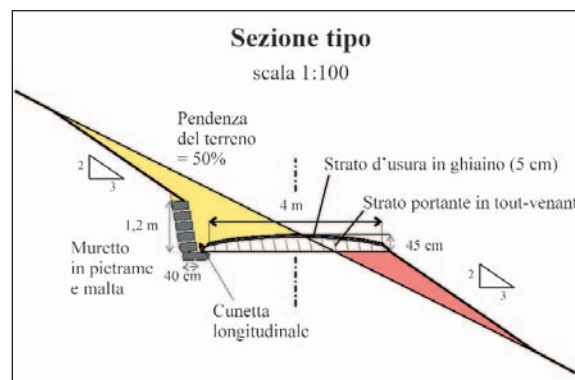 Sezione tipo
scala 1:100
Pendenza
del terreno
= 50%
Strato d'usura in ghiaino (5 cm)
Strato portante in tout-venant
2
3
4 m
1,2 m
45 cm
Muretto
in pietrame
e malta
40 cm
Cunetta
longitudinale
2
3